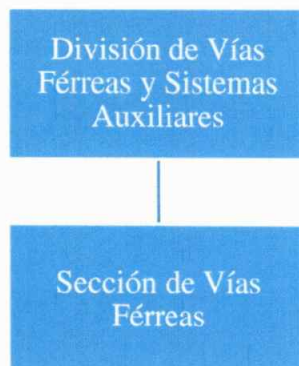 División de Vías
Férreas y Sistemas
Auxiliares
Sección de Vías
Férreas